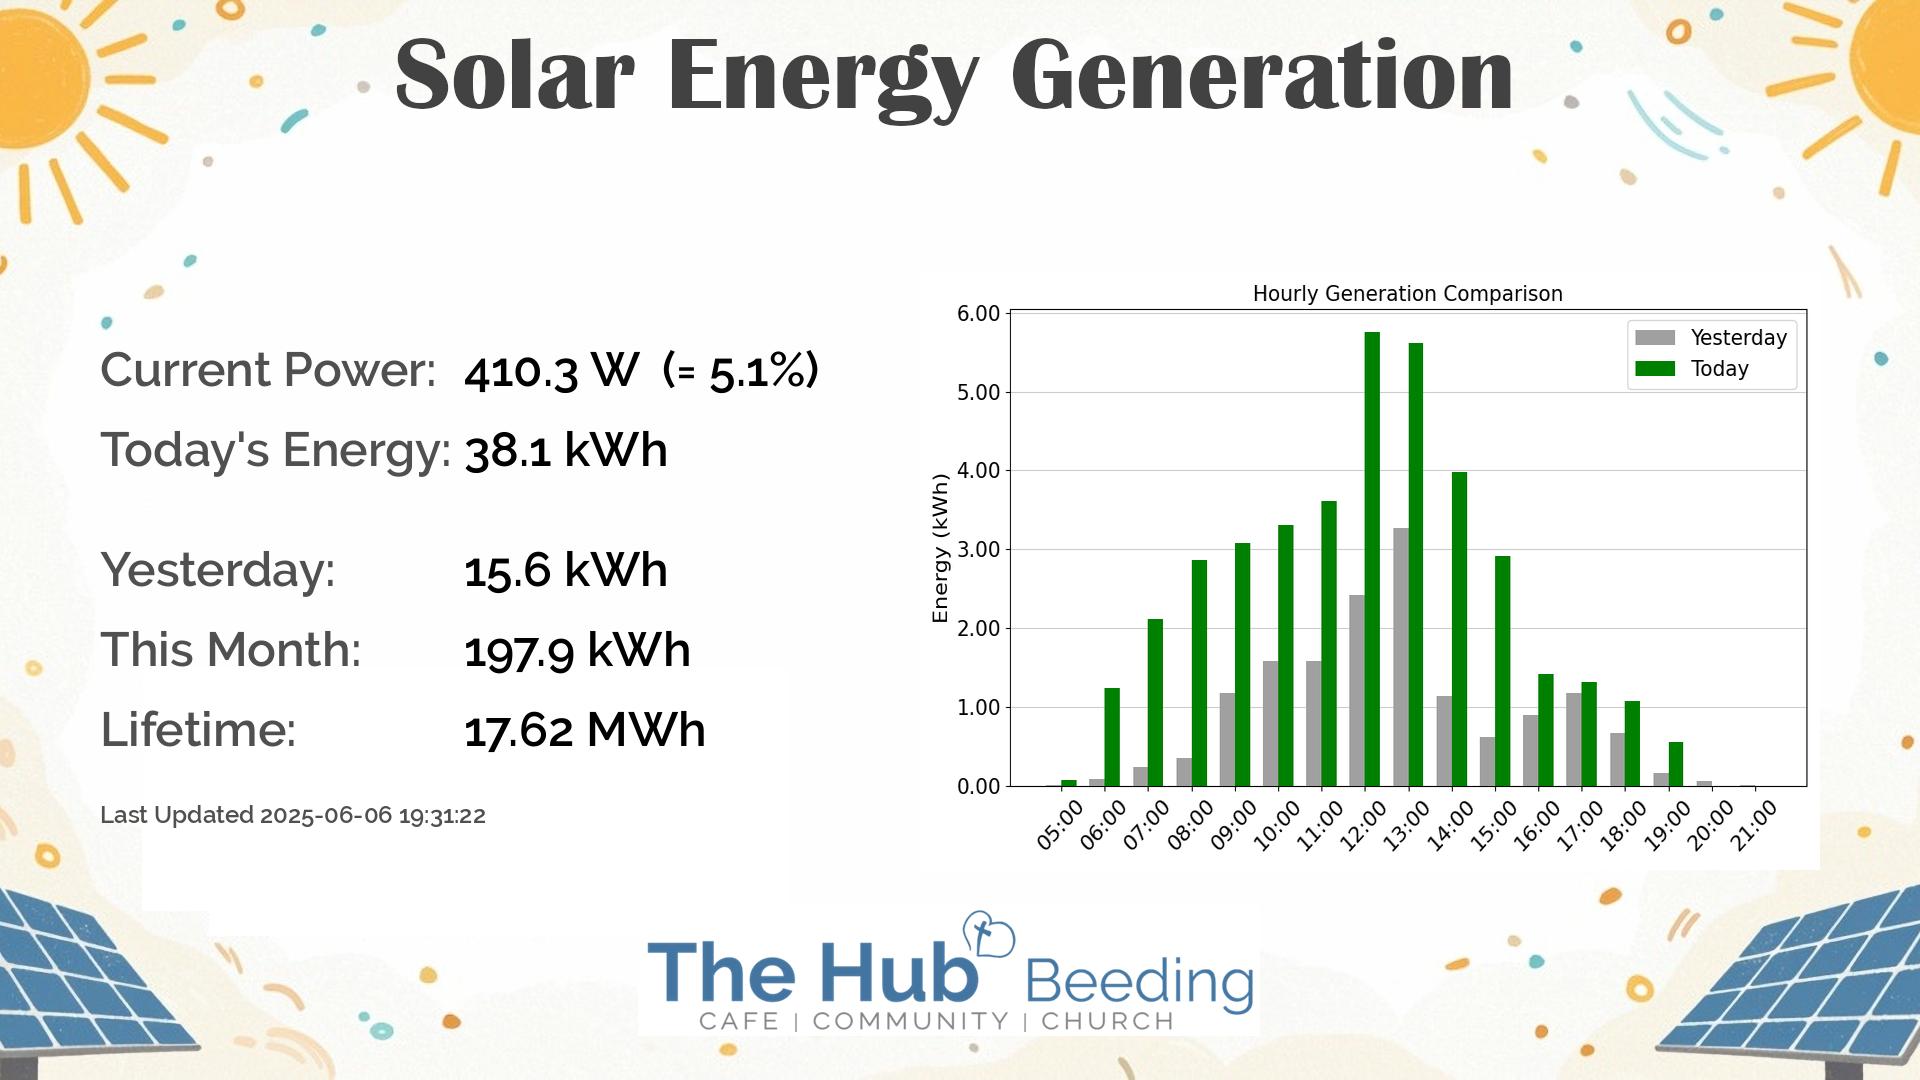 Solar Energy Generation
Current Power: 410.3 W (= 5.1%)
Today's Energy: 38.1 kWh
Yesterday: 15.6 kWh
This Month: 197.9 kWh
Lifetime: 17.62 MWh
Last Updated 2025-06-06 19:31:22
Hourly Generation Comparison
Yesterday
Today
Energy (kWh)
6.00
5.00
4.00
3.00
2.00
1.00
0.00
05:00 06:00 07:00 08:00 09:00 10:00 11:00 12:00 13:00 14:00 15:00 16:00 17:00 18:00 19:00 20:00 21:00
The Hub Beeding
CAFE | COMMUNITY | CHURCH